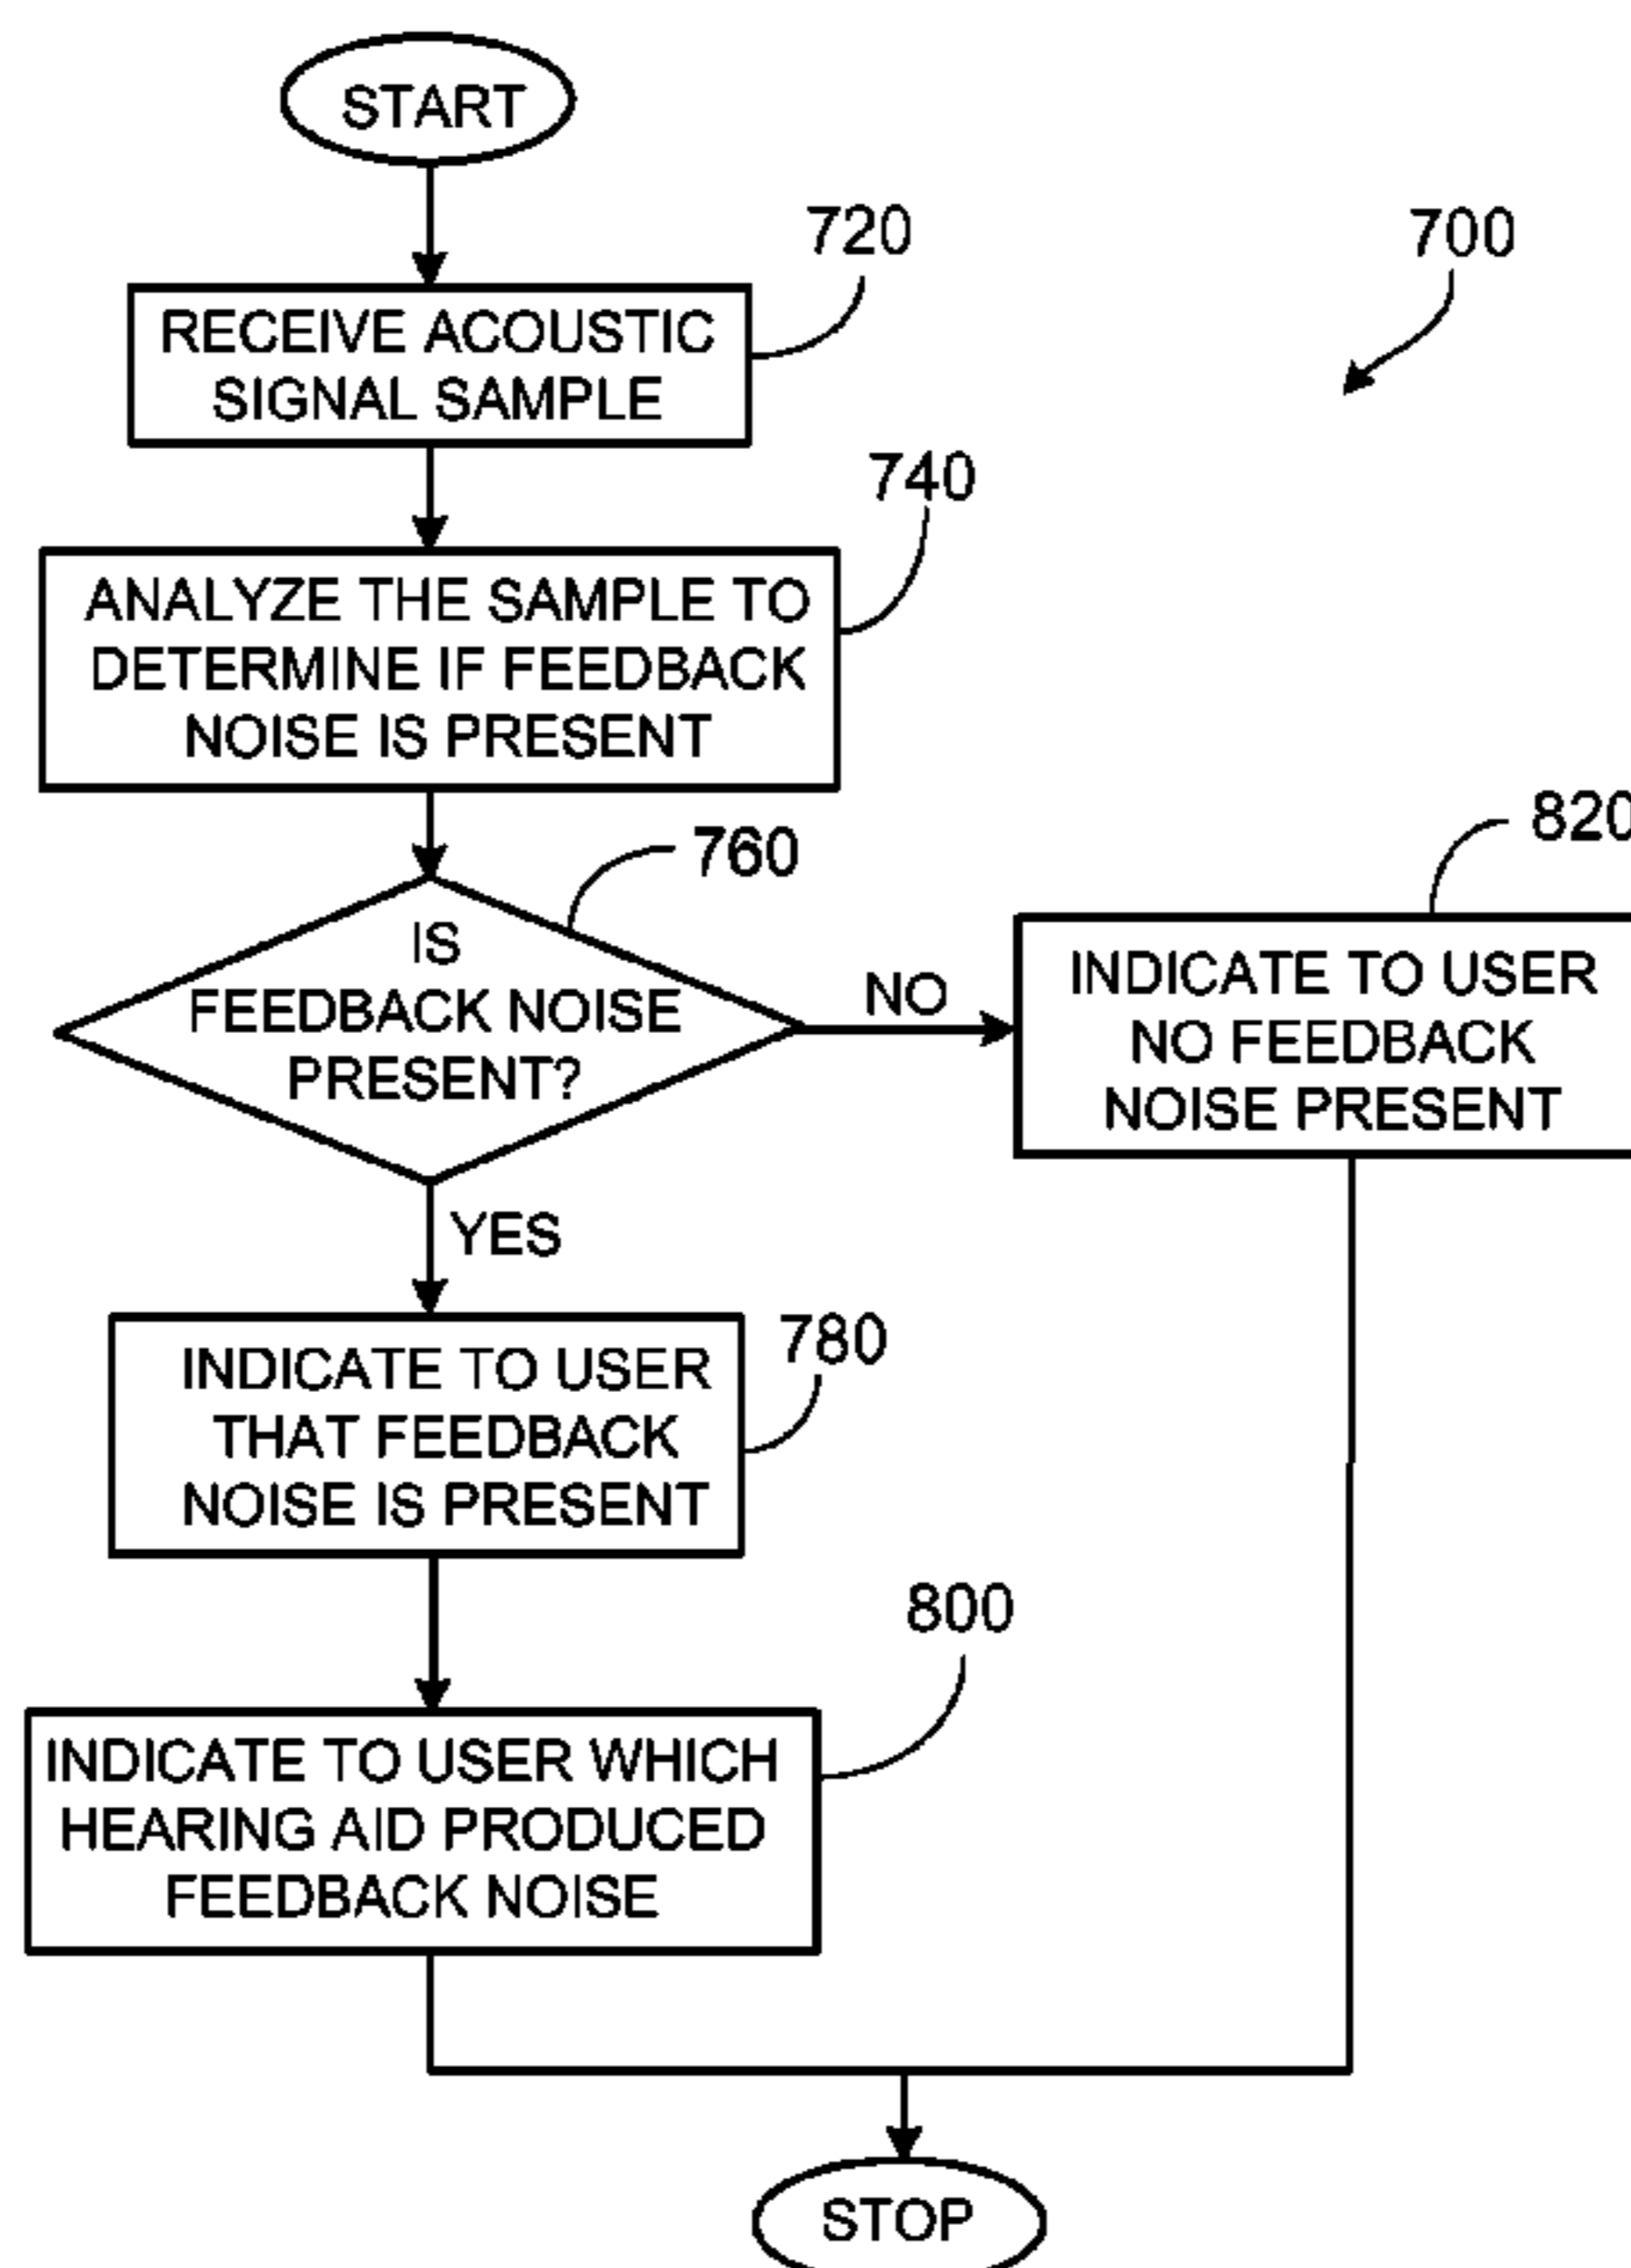 START
720
700
RECEIVE ACOUSTIC
SIGNAL SAMPLE
740
ANALYZE THE SAMPLE TO
DETERMINE IF FEEDBACK
NOISE IS PRESENT
760
820
IS
FEEDBACK NOISE
PRESENT?
NO
INDICATE TO USER
NO FEEDBACK
NOISE PRESENT
YES
780
INDICATE TO USER
THAT FEEDBACK
NOISE IS PRESENT
800
INDICATE TO USER WHICH
HEARING AID PRODUCED
FEEDBACK NOISE
STOP